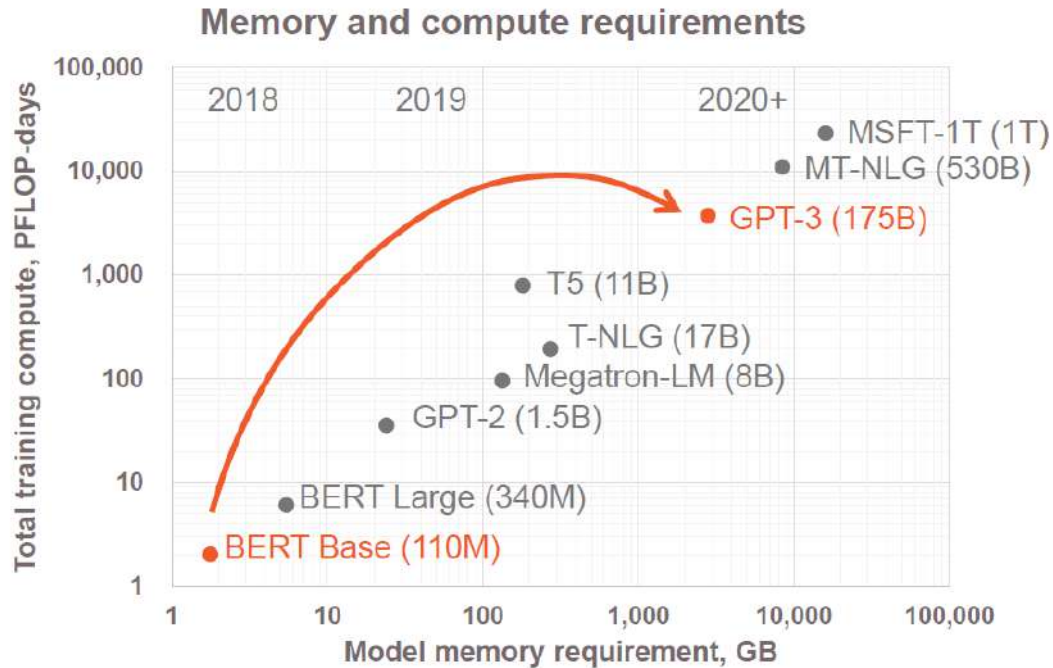 Memory and compute requirements
Total training compute, PFLOP-days
100,000
10,000
1,000
100
10
1
2018
2019
2020+
MSFT-1T (1T)
MT-NLG (530B)
GPT-3 (175B)
T5 (11B)
T-NLG (17B)
Megatron-LM (8B)
GPT-2 (1.5B)
BERT Large (340M)
BERT Base (110M)
1
10
100
1,000
10,000
100,000
Model memory requirement, GB